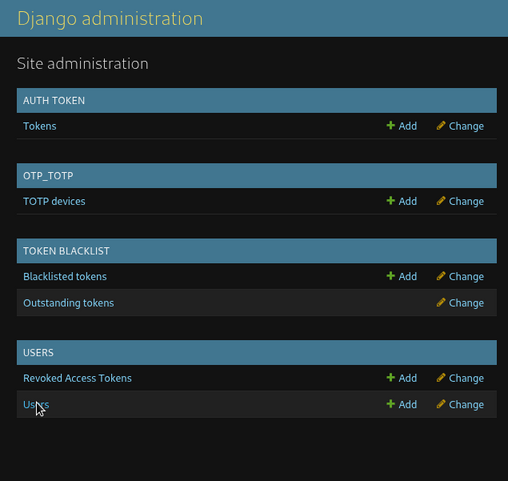 Django administration
Site administration
AUTH TOKEN
Tokens Add Change
OTP_TOTP
TOTP devices Add Change
TOKEN BLACKLIST
Blacklisted tokens Add Change
Outstanding tokens Change
USERS
Revoked Access Tokens Add Change
Users Add Change